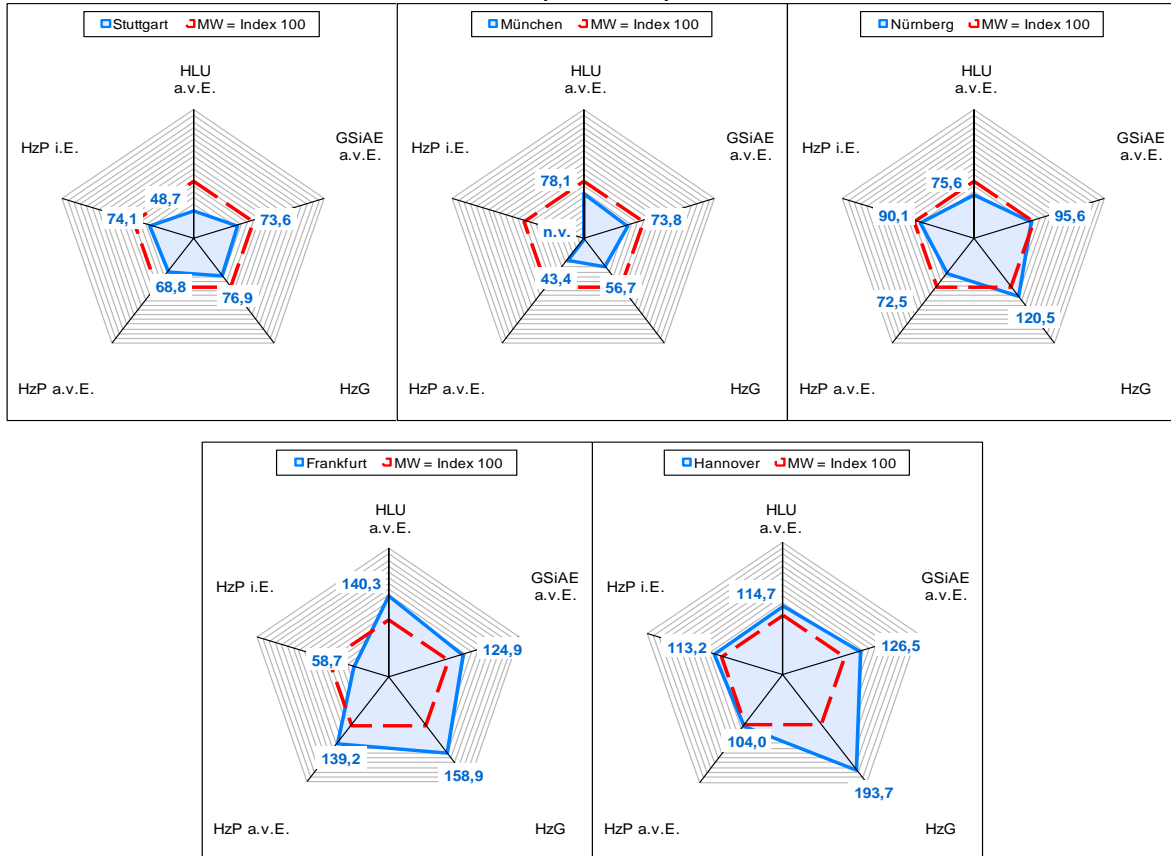 Stuttgart MW = Index 100
HLU
a.v.E.
GSiAE
a.v.E.
HzP i.E.
48,7
74,1
73,6
68,8
76,9
HzP a.v.E.
HzG
München MW = Index 100
HLU
a.v.E.
GSiAE
a.v.E.
HzP i.E.
78,1
73,8
n.v.
43,4
56,7
HzP a.v.E.
HzG
Nürnberg MW = Index 100
HLU
a.v.E.
GSiAE
a.v.E.
HzP i.E.
75,6
90,1
95,6
72,5
120,5
HzP a.v.E.
HzG
Frankfurt MW = Index 100
HLU
a.v.E.
GSiAE
a.v.E.
HzP i.E.
140,3
124,9
58,7
139,2
158,9
HzP a.v.E.
HzG
Hannover MW = Index 100
HLU
a.v.E.
GSiAE
a.v.E.
HzP i.E.
114,7
113,2
126,5
104,0
193,7
HzP a.v.E.
HzG